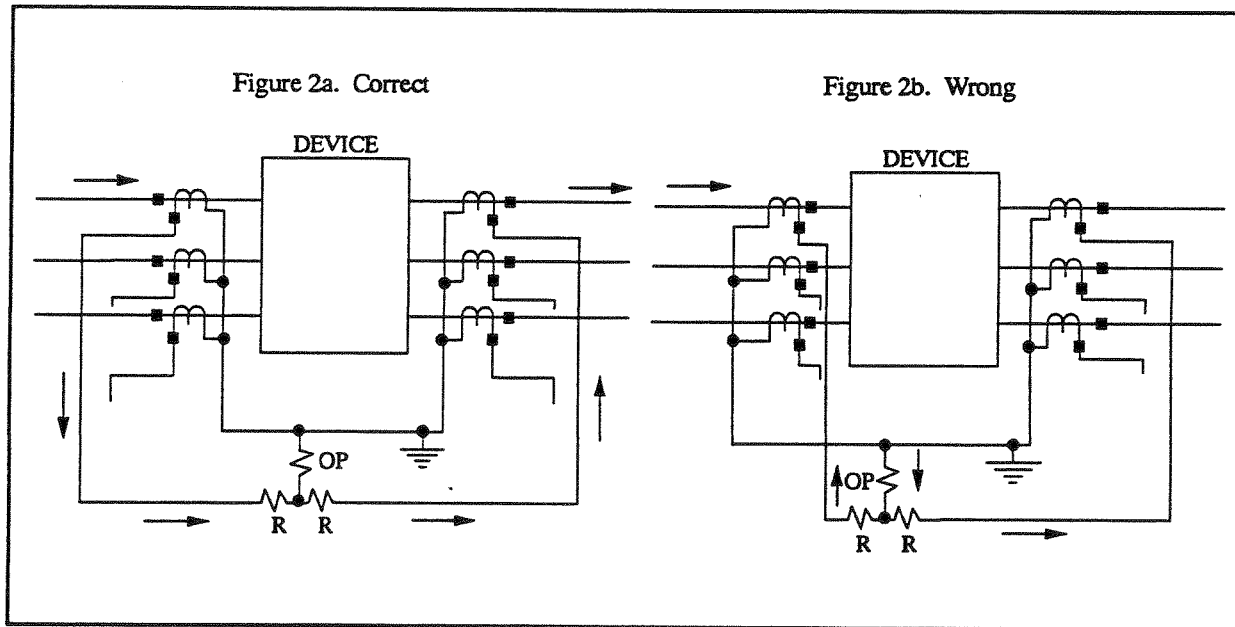 Figure 2a. Correct
DEVICE
OP
R R
Figure 2b. Wrong
DEVICE
OP
R R